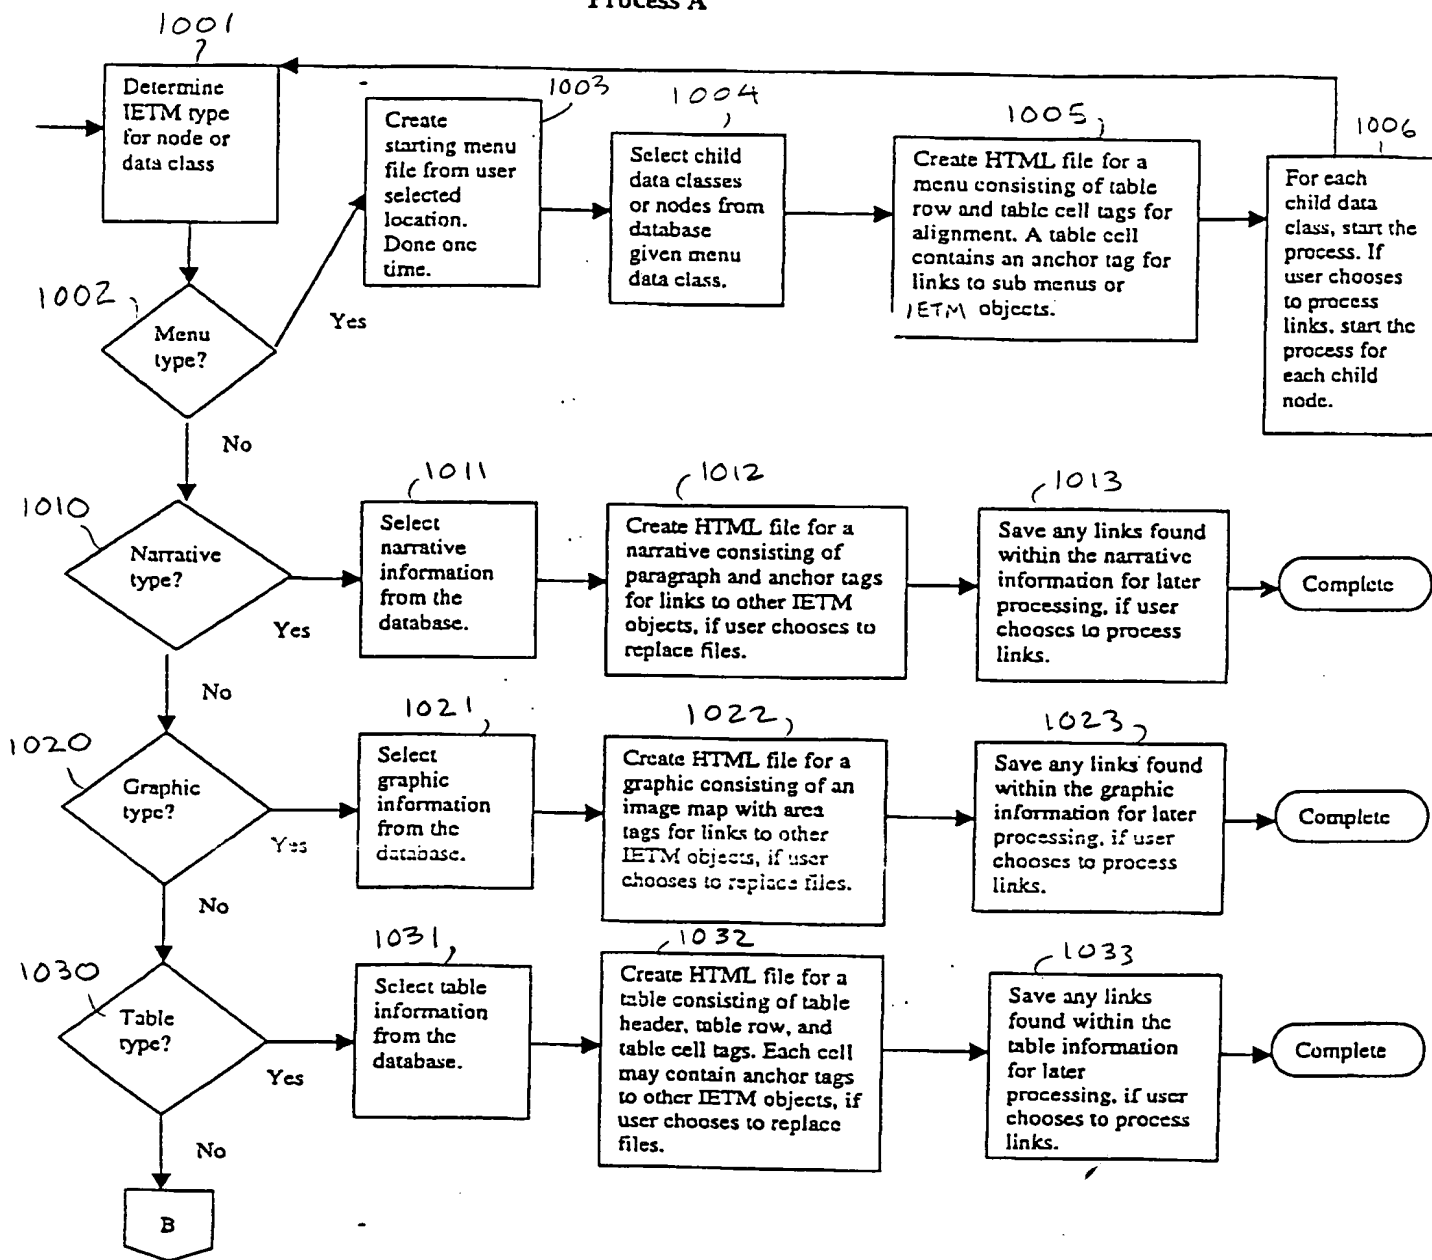 Process A
1001
Determine
IETM type
for node or
data class
1003
Create
starting menu
file from user
selected
location.
Done one
time.
1004
Select child
data classes
or nodes from
database
given menu
data class.
1005
Create HTML file for a
menu consisting of table
row and table cell tags for
alignment. A table cell
contains an anchor tag for
links to sub menus or
IETM objects.
1006
For each
child data
class, start the
process. If
user chooses
to process
links, start the
process for
each child
node.
1002
Menu
type?
Yes
No
1010
Narrative
type?
Yes
1011
Select
narrative
information
from the
database.
1012
Create HTML file for a
narrative consisting of
paragraph and anchor tags
for links to other IETM
objects, if user chooses to
replace files.
1013
Save any links found
within the narrative
information for later
processing, if user
chooses to process
links.
Complete
No
1020
Graphic
type?
Yes
1021
Select
graphic
information
from the
database.
1022
Create HTML file for a
graphic consisting of an
image map with area
tags for links to other
IETM objects, if user
chooses to replace files.
1023
Save any links found
within the graphic
information for later
processing, if user
chooses to process
links.
Complete
No
1030
Table
type?
Yes
1031
Select table
information
from the
database.
1032
Create HTML file for a
table consisting of table
header, table row, and
table cell tags. Each cell
may contain anchor tags
to other IETM objects, if
user chooses to replace
files.
1033
Save any links
found within the
table information
for later
processing, if user
chooses to process
links.
Complete
No
B